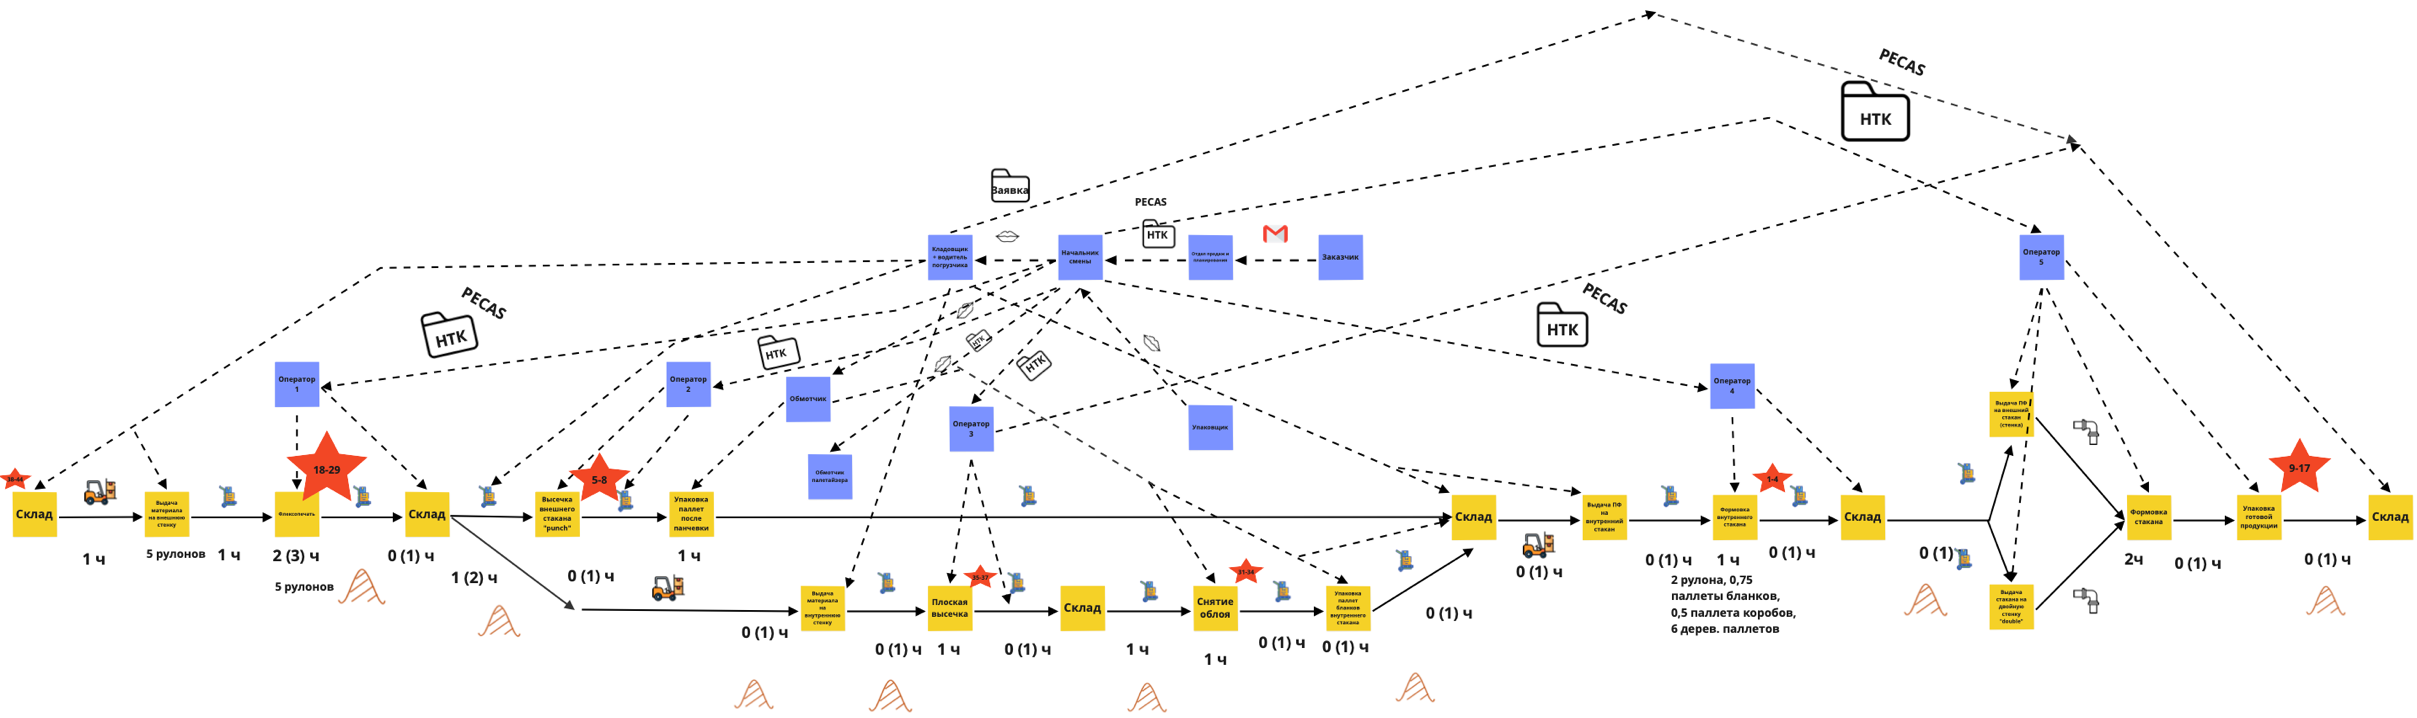 PECAS
НТК
Заявка
PECAS
НТК
Кладовщик
+ водитель
погрузчика
Начальник
смены
Отдел продаж и
планирования
Заказчик
Оператор
5
PECAS
НТК
PECAS
НТК
НТК
НТК
НТК
Оператор
1
Оператор
2
Обмотчик
Оператор
3
Упаковщик
Оператор
4
Обмотчик
палетайзера
Выдача ПФ
на внешний
стакан
(стенка)
18-29
5-8
1-4
9-17
Склад
Выдача
материала
на внешнюю
стенку
Флексопечать
Склад
Высечка
внешнего
стакана
"punch"
Упаковка
паллет
после
панчевки
Склад
Выдача ПФ
на
внутренний
стакан
Формовка
внутреннего
стакана
Склад
Формовка
стакана
Упаковка
готовой
продукции
Склад
1 ч
5 рулонов
1 ч
2 (3) ч
5 рулонов
0 (1) ч
1 (2) ч
0 (1) ч
1 ч
0 (1) ч
0 (1) ч
1 ч
0 (1) ч
2 рулона, 0,75
паллеты бланков,
0,5 паллета коробов,
6 дерев. паллетов
0 (1)
2ч
0 (1) ч
0 (1) ч
35-37
31-34
Выдача
материала
на
внутреннюю
стенку
Плоская
высечка
Склад
Снятие
облоя
Упаковка
паллет
бланков
внутреннего
стакана
Выдача
стакана на
двойную
стенку
"double"
0 (1) ч
0 (1) ч
1 ч
0 (1) ч
1 ч
1 ч
0 (1) ч
0 (1) ч
0 (1) ч